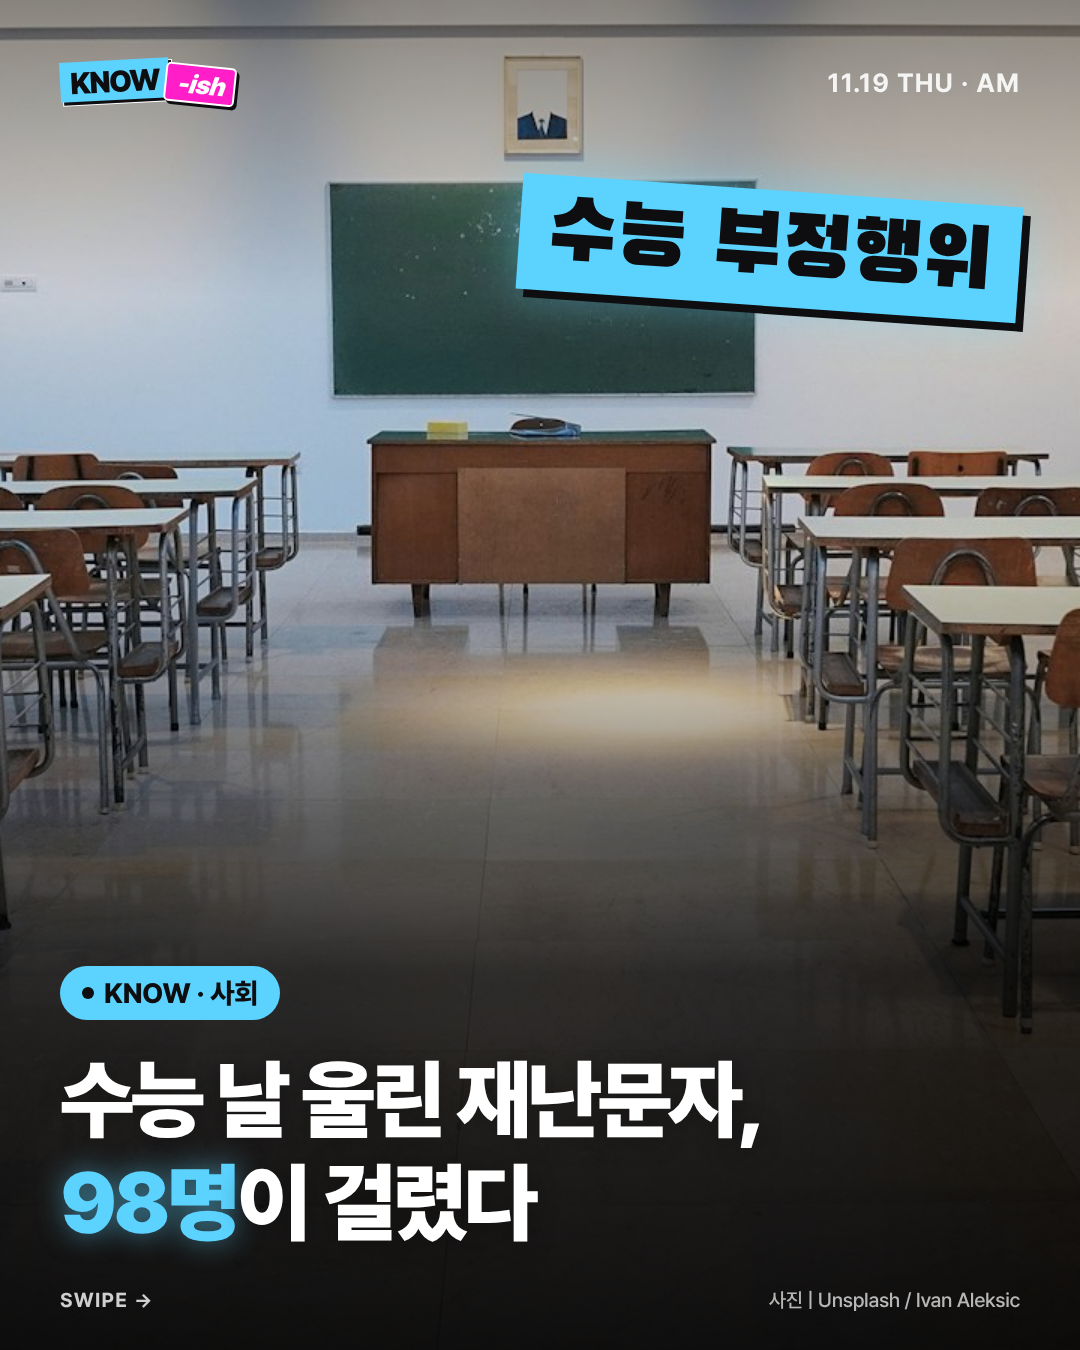 KNOW -ish
11.19 THU · AM
수능 부정행위
KNOW · 사회
수능 날 울린 재난문자,
98명이 걸렸다
SWIPE →
사진 | Unsplash / Ivan Aleksic